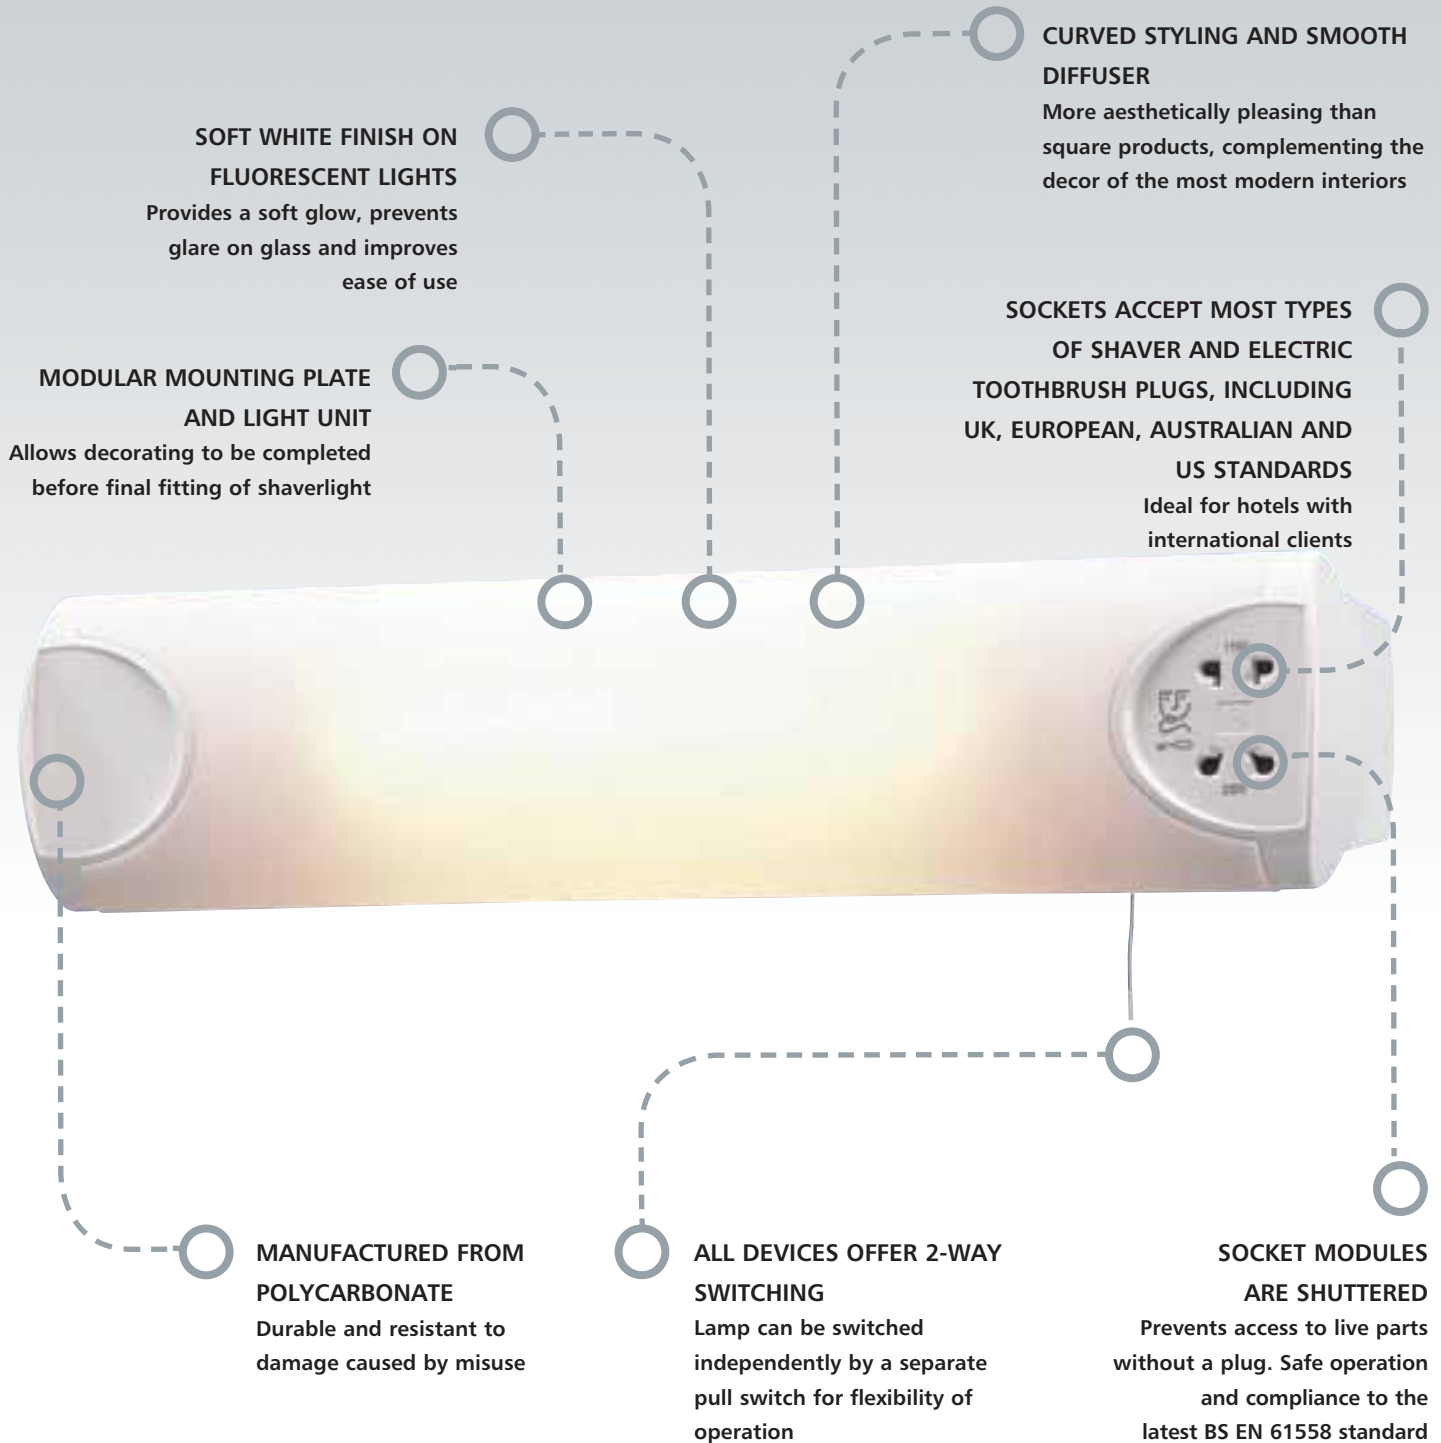 CURVED STYLING AND SMOOTH
DIFFUSER
More aesthetically pleasing than
square products, complementing the
decor of the most modern interiors
SOFT WHITE FINISH ON
FLUORESCENT LIGHTS
Provides a soft glow, prevents
glare on glass and improves
ease of use
SOCKETS ACCEPT MOST TYPES
OF SHAVER AND ELECTRIC
TOOTHBRUSH PLUGS, INCLUDING
UK, EUROPEAN, AUSTRALIAN AND
US STANDARDS
Ideal for hotels with
international clients
MODULAR MOUNTING PLATE
AND LIGHT UNIT
Allows decorating to be completed
before final fitting of shaverlight
MANUFACTURED FROM
POLYCARBONATE
Durable and resistant to
damage caused by misuse
ALL DEVICES OFFER 2-WAY
SWITCHING
Lamp can be switched
independently by a separate
pull switch for flexibility of
operation
SOCKET MODULES
ARE SHUTTERED
Prevents access to live parts
without a plug. Safe operation
and compliance to the
latest BS EN 61558 standard